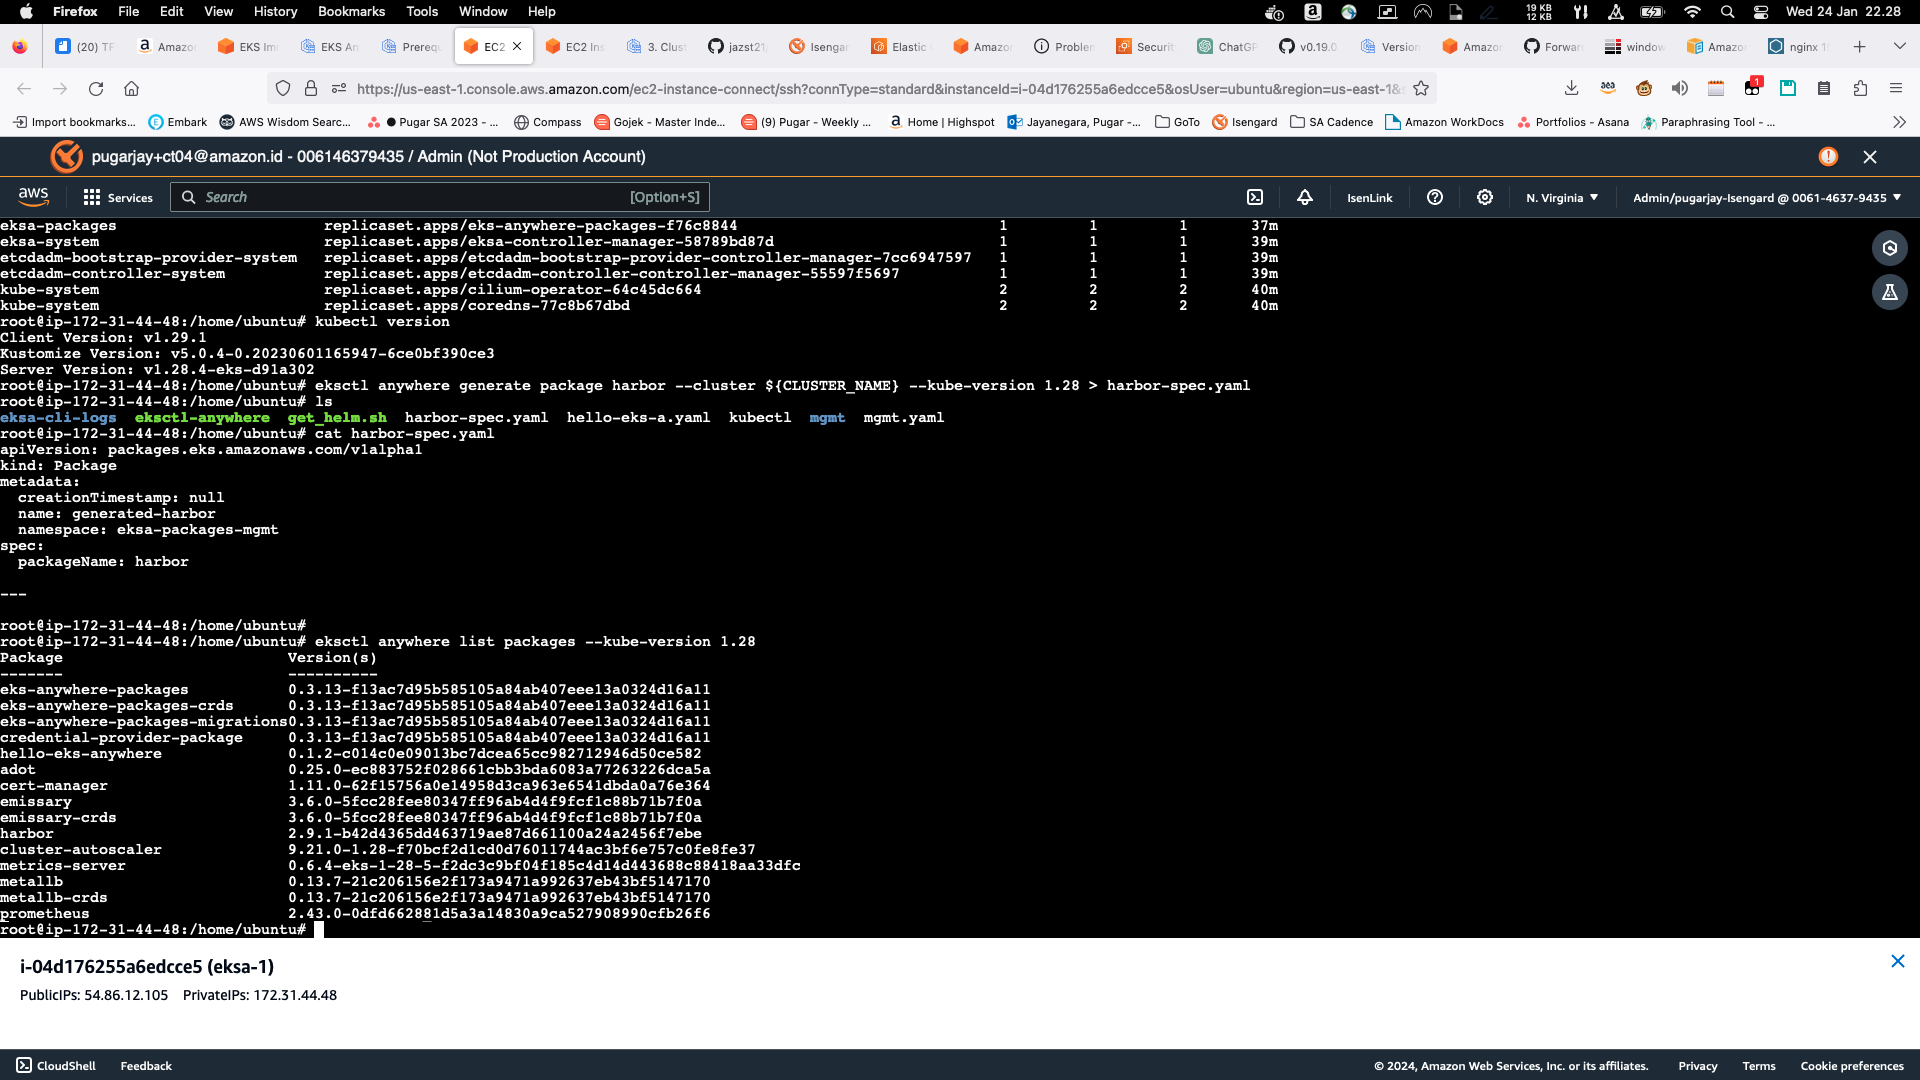 Firefox File Edit View History Bookmarks Tools Window Help 19 KB 12 KB Wed 24 Jan 22.28
(20) TF Amazo EKS Im EKS An Prerequ EC2 EC2 Ins 3. Clus jazst21 Isengar Elastic Amazo Problem Securit ChatGP v0.19.0 Version Amazo Forwar window Amazo nginx 1
https://us-east-1.console.aws.amazon.com/ec2-instance-connect/ssh?connType=standard&instanceId=i-04d176255a6edcce5&osUser=ubuntu&region=us-east-1&
Import bookmarks... Embark AWS Wisdom Searc... ● Pugar SA 2023 - ... Compass Gojek - Master Inde... (9) Pugar - Weekly ... Home | Highspot Jayanegara, Pugar -... GoTo Isengard SA Cadence Amazon WorkDocs Portfolios - Asana Paraphrasing Tool - ...
pugarjay+ct04@amazon.id - 006146379435 / Admin (Not Production Account)
aws Services Search [Option+S] IsenLink N. Virginia Admin/pugarjay-Isengard @ 0061-4637-9435
eksa-packages replicaset.apps/eks-anywhere-packages-f76c8844 1 1 1 37m
eksa-system replicaset.apps/eksa-controller-manager-58789bd87d 1 1 1 39m
etcdadm-bootstrap-provider-system replicaset.apps/etcdadm-bootstrap-provider-controller-manager-7cc6947597 1 1 1 39m
etcdadm-controller-system replicaset.apps/etcdadm-controller-controller-manager-55597f5697 1 1 1 39m
kube-system replicaset.apps/cilium-operator-64c45dc664 2 2 2 40m
kube-system replicaset.apps/coredns-77c8b67dbd 2 2 2 40m
root@ip-172-31-44-48:/home/ubuntu# kubectl version
Client Version: v1.29.1
Kustomize Version: v5.0.4-0.20230601165947-6ce0bf390ce3
Server Version: v1.28.4-eks-d91a302
root@ip-172-31-44-48:/home/ubuntu# eksctl anywhere generate package harbor --cluster ${CLUSTER_NAME} --kube-version 1.28 > harbor-spec.yaml
root@ip-172-31-44-48:/home/ubuntu# ls
eksa-cli-logs eksctl-anywhere get_helm.sh harbor-spec.yaml hello-eks-a.yaml kubectl mgmt mgmt.yaml
root@ip-172-31-44-48:/home/ubuntu# cat harbor-spec.yaml
apiVersion: packages.eks.amazonaws.com/v1alpha1
kind: Package
metadata:
  creationTimestamp: null
  name: generated-harbor
  namespace: eksa-packages-mgmt
spec:
  packageName: harbor
---
root@ip-172-31-44-48:/home/ubuntu#
root@ip-172-31-44-48:/home/ubuntu# eksctl anywhere list packages --kube-version 1.28
Package Version(s)
------- ----------
eks-anywhere-packages 0.3.13-f13ac7d95b585105a84ab407eee13a0324d16a11
eks-anywhere-packages-crds 0.3.13-f13ac7d95b585105a84ab407eee13a0324d16a11
eks-anywhere-packages-migrations0.3.13-f13ac7d95b585105a84ab407eee13a0324d16a11
credential-provider-package 0.3.13-f13ac7d95b585105a84ab407eee13a0324d16a11
hello-eks-anywhere 0.1.2-c014c0e09013bc7dcea65cc982712946d50ce582
adot 0.25.0-ec883752f028661cbb3bda6083a77263226dca5a
cert-manager 1.11.0-62f15756a0e14958d3ca963e6541dbda0a76e364
emissary 3.6.0-5fcc28fee80347ff96ab4d4f9fcf1c88b71b7f0a
emissary-crds 3.6.0-5fcc28fee80347ff96ab4d4f9fcf1c88b71b7f0a
harbor 2.9.1-b42d4365dd463719ae87d661100a24a2456f7ebe
cluster-autoscaler 9.21.0-1.28-f70bcf2d1cd0d76011744ac3bf6e757c0fe8fe37
metrics-server 0.6.4-eks-1-28-5-f2dc3c9bf04f185c4d14d443688c88418aa33dfc
metallb 0.13.7-21c206156e2f173a9471a992637eb43bf5147170
metallb-crds 0.13.7-21c206156e2f173a9471a992637eb43bf5147170
prometheus 2.43.0-0dfd662881d5a3a14830a9ca527908990cfb26f6
root@ip-172-31-44-48:/home/ubuntu#
i-04d176255a6edcce5 (eksa-1)
PublicIPs: 54.86.12.105 PrivateIPs: 172.31.44.48
CloudShell Feedback © 2024, Amazon Web Services, Inc. or its affiliates. Privacy Terms Cookie preferences